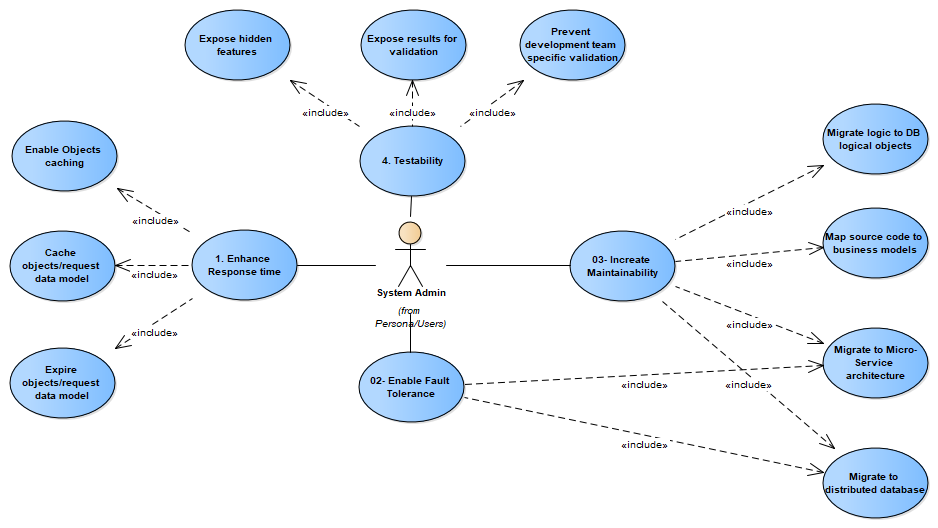 Expose hidden
features
Expose results for
validation
Prevent
development team
specific validation
«include»
«include»
«include»
4. Testability
Enable Objects
caching
«include»
Cache
objects/request
data model
«include»
1. Enhance
Response time
«include»
Expire
objects/request
data model
System Admin
(from
Persona/Users)
03- Increate
Maintainability
Migrate logic to DB
logical objects
«include»
Map source code to
business models
«include»
«include»
Migrate to Micro-
Service
architecture
«include»
02- Enable Fault
Tolerance
«include»
«include»
Migrate to
distributed database